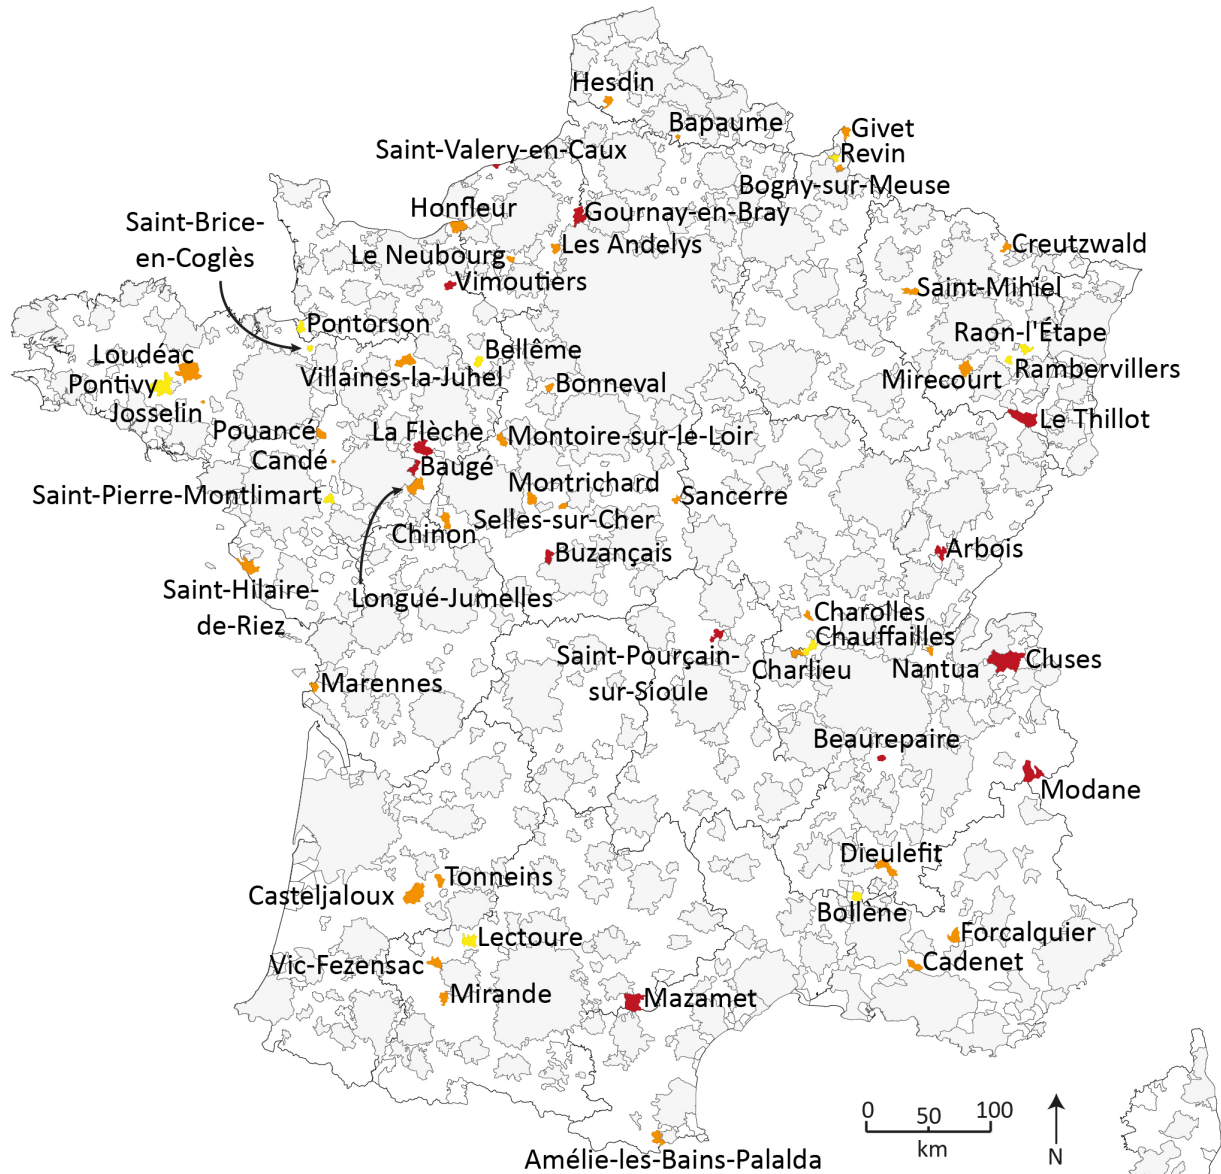 Hesdin
Bapaume
Givet
Saint-Valery-en-Caux
Revin
Bogny-sur-Meuse
Honfleur
Gournay-en-Bray
Saint-Brice-
en-Coglès
Le Neubourg
Les Andelys
Creutzwald
Vimoutiers
Saint-Mihiel
Pontorson
Raon-l'Étape
Loudéac
Bellême
Villaines-la-Juhel
Rambervillers
Pontivy
Bonneval
Mirecourt
Josselin
Le Thillot
Pouancé
La Flèche
Montoire-sur-le-Loir
Candé
Baugé
Saint-Pierre-Montlimart
Montrichard
Sancerre
Chinon
Selles-sur-Cher
Buzançais
Arbois
Saint-Hilaire-
de-Riez
Longué-Jumelles
Charolles
Chauffailles
Saint-Pourçain-
sur-Sioule
Charlieu
Nantua
Cluses
Marennes
Beaurepaire
Modane
Dieulefit
Tonneins
Casteljaloux
Bollène
Lectoure
Forcalquier
Vic-Fezensac
Cadenet
Mirande
Mazamet
0 50 100
km
N
Amélie-les-Bains-Palalda